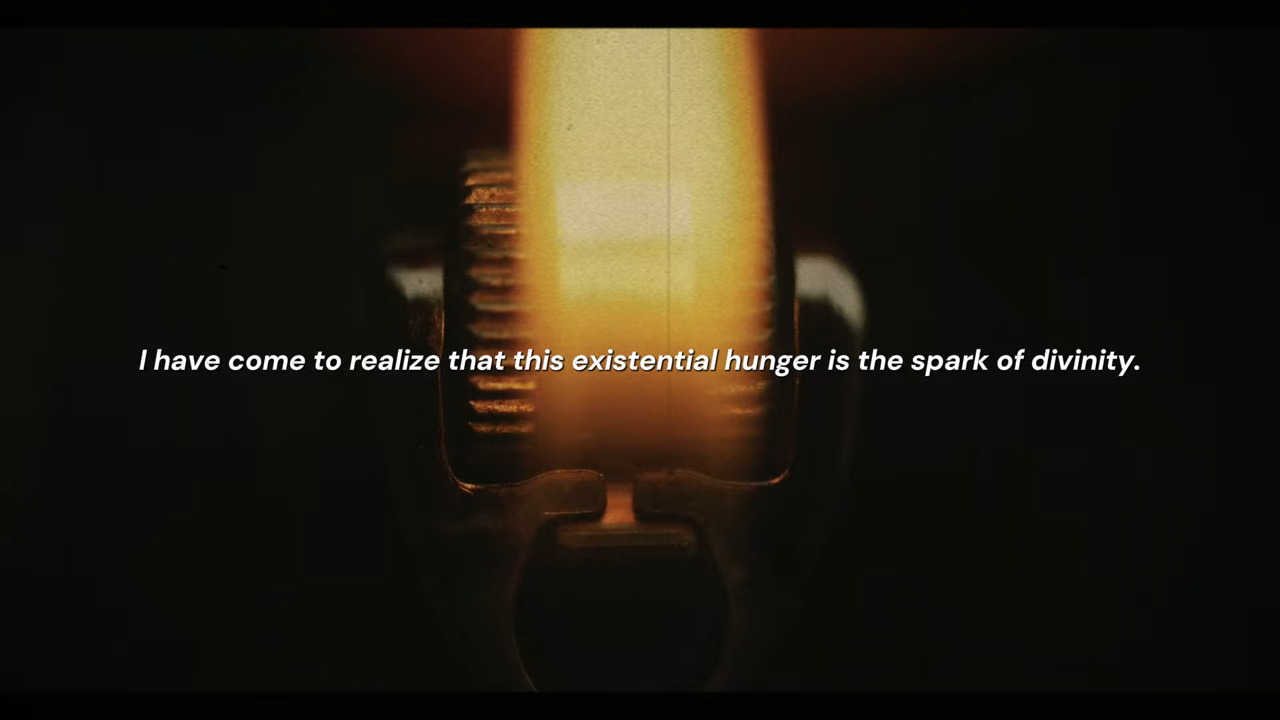 I have come to realize that this existential hunger is the spark of divinity.